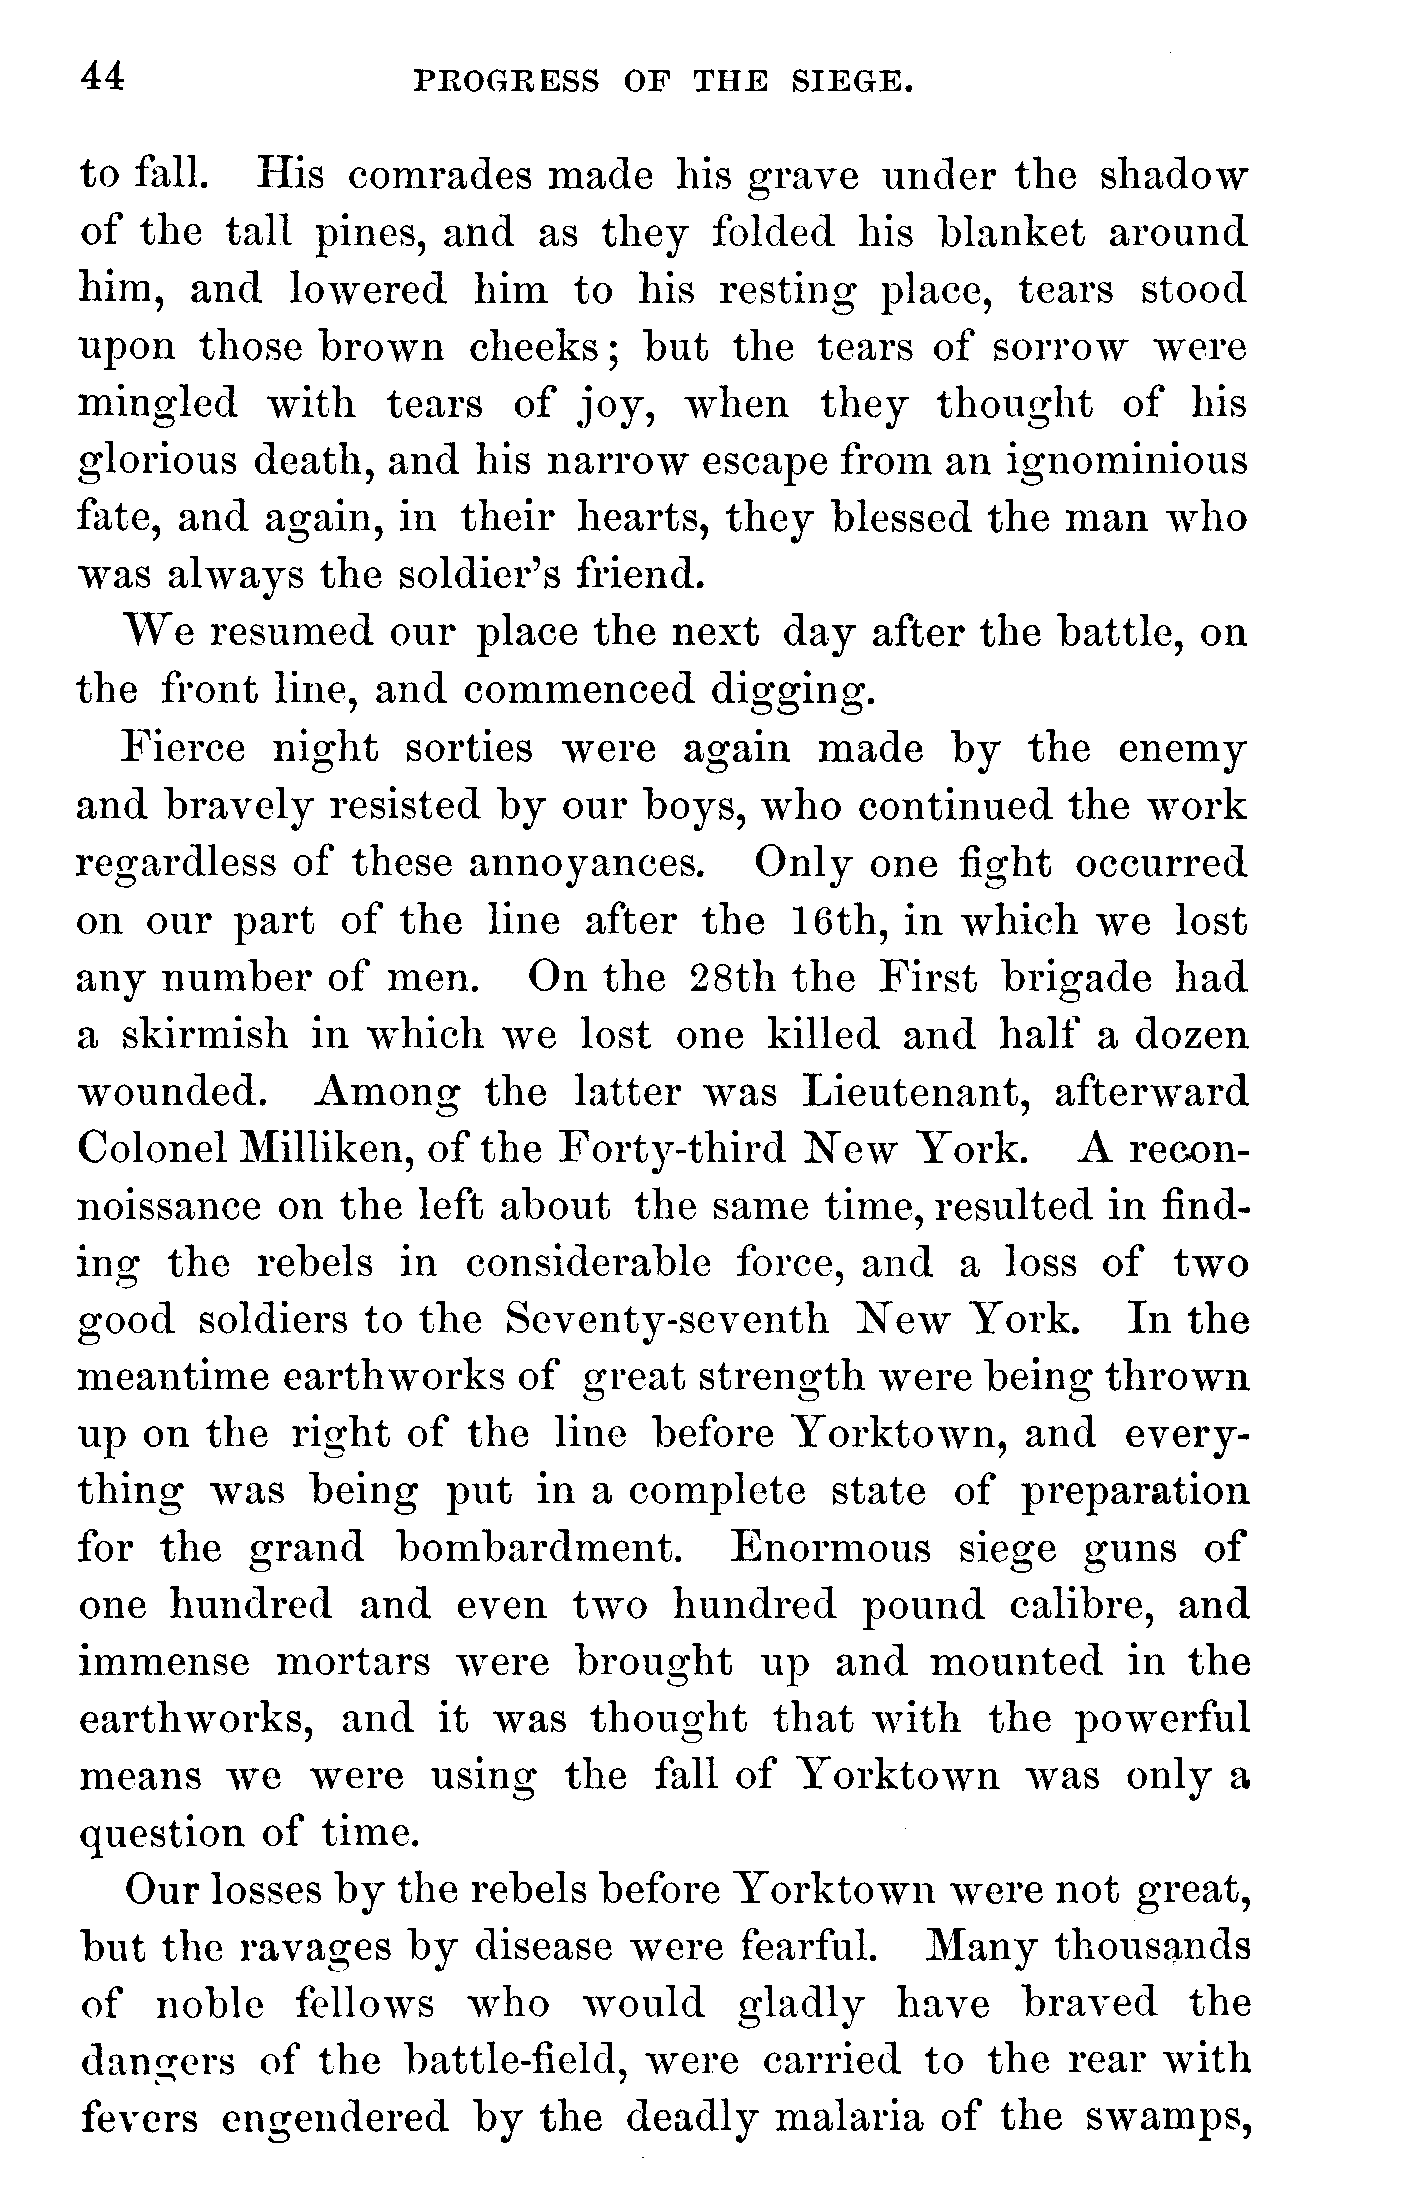 44 PROGRESS OF THE SIEGE.
to fall. His comrades made his grave under the shadow
of the tall pines, and as they folded his blanket around
him, and lowered him to his resting place, tears stood
upon those brown cheeks; but the tears of sorrow were
mingled with tears of joy, when they thought of his
glorious death, and his narrow escape from an ignominious
fate, and again, in their hearts, they blessed the man who
was always the soldier's friend.
We resumed our place the next day after the battle, on
the front line, and commenced digging.
Fierce night sorties were again made by the enemy
and bravely resisted by our boys, who continued the work
regardless of these annoyances. Only one fight occurred
on our part of the line after the 16th, in which we lost
any number of men. On the 28th the First brigade had
a skirmish in which we lost one killed and half a dozen
wounded. Among the latter was Lieutenant, afterward
Colonel Milliken, of the Forty-third New York. A recon-
noissance on the left about the same time, resulted in find-
ing the rebels in considerable force, and a loss of two
good soldiers to the Seventy-seventh New York. In the
meantime earthworks of great strength were being thrown
up on the right of the line before Yorktown, and every-
thing was being put in a complete state of preparation
for the grand bombardment. Enormous siege guns of
one hundred and even two hundred pound calibre, and
immense mortars were brought up and mounted in the
earthworks, and it was thought that with the powerful
means we were using the fall of Yorktown was only a
question of time.
Our losses by the rebels before Yorktown were not great,
but the ravages by disease were fearful. Many thousands
of noble fellows who would gladly have braved the
dangers of the battle-field, were carried to the rear with
fevers engendered by the deadly malaria of the swamps,